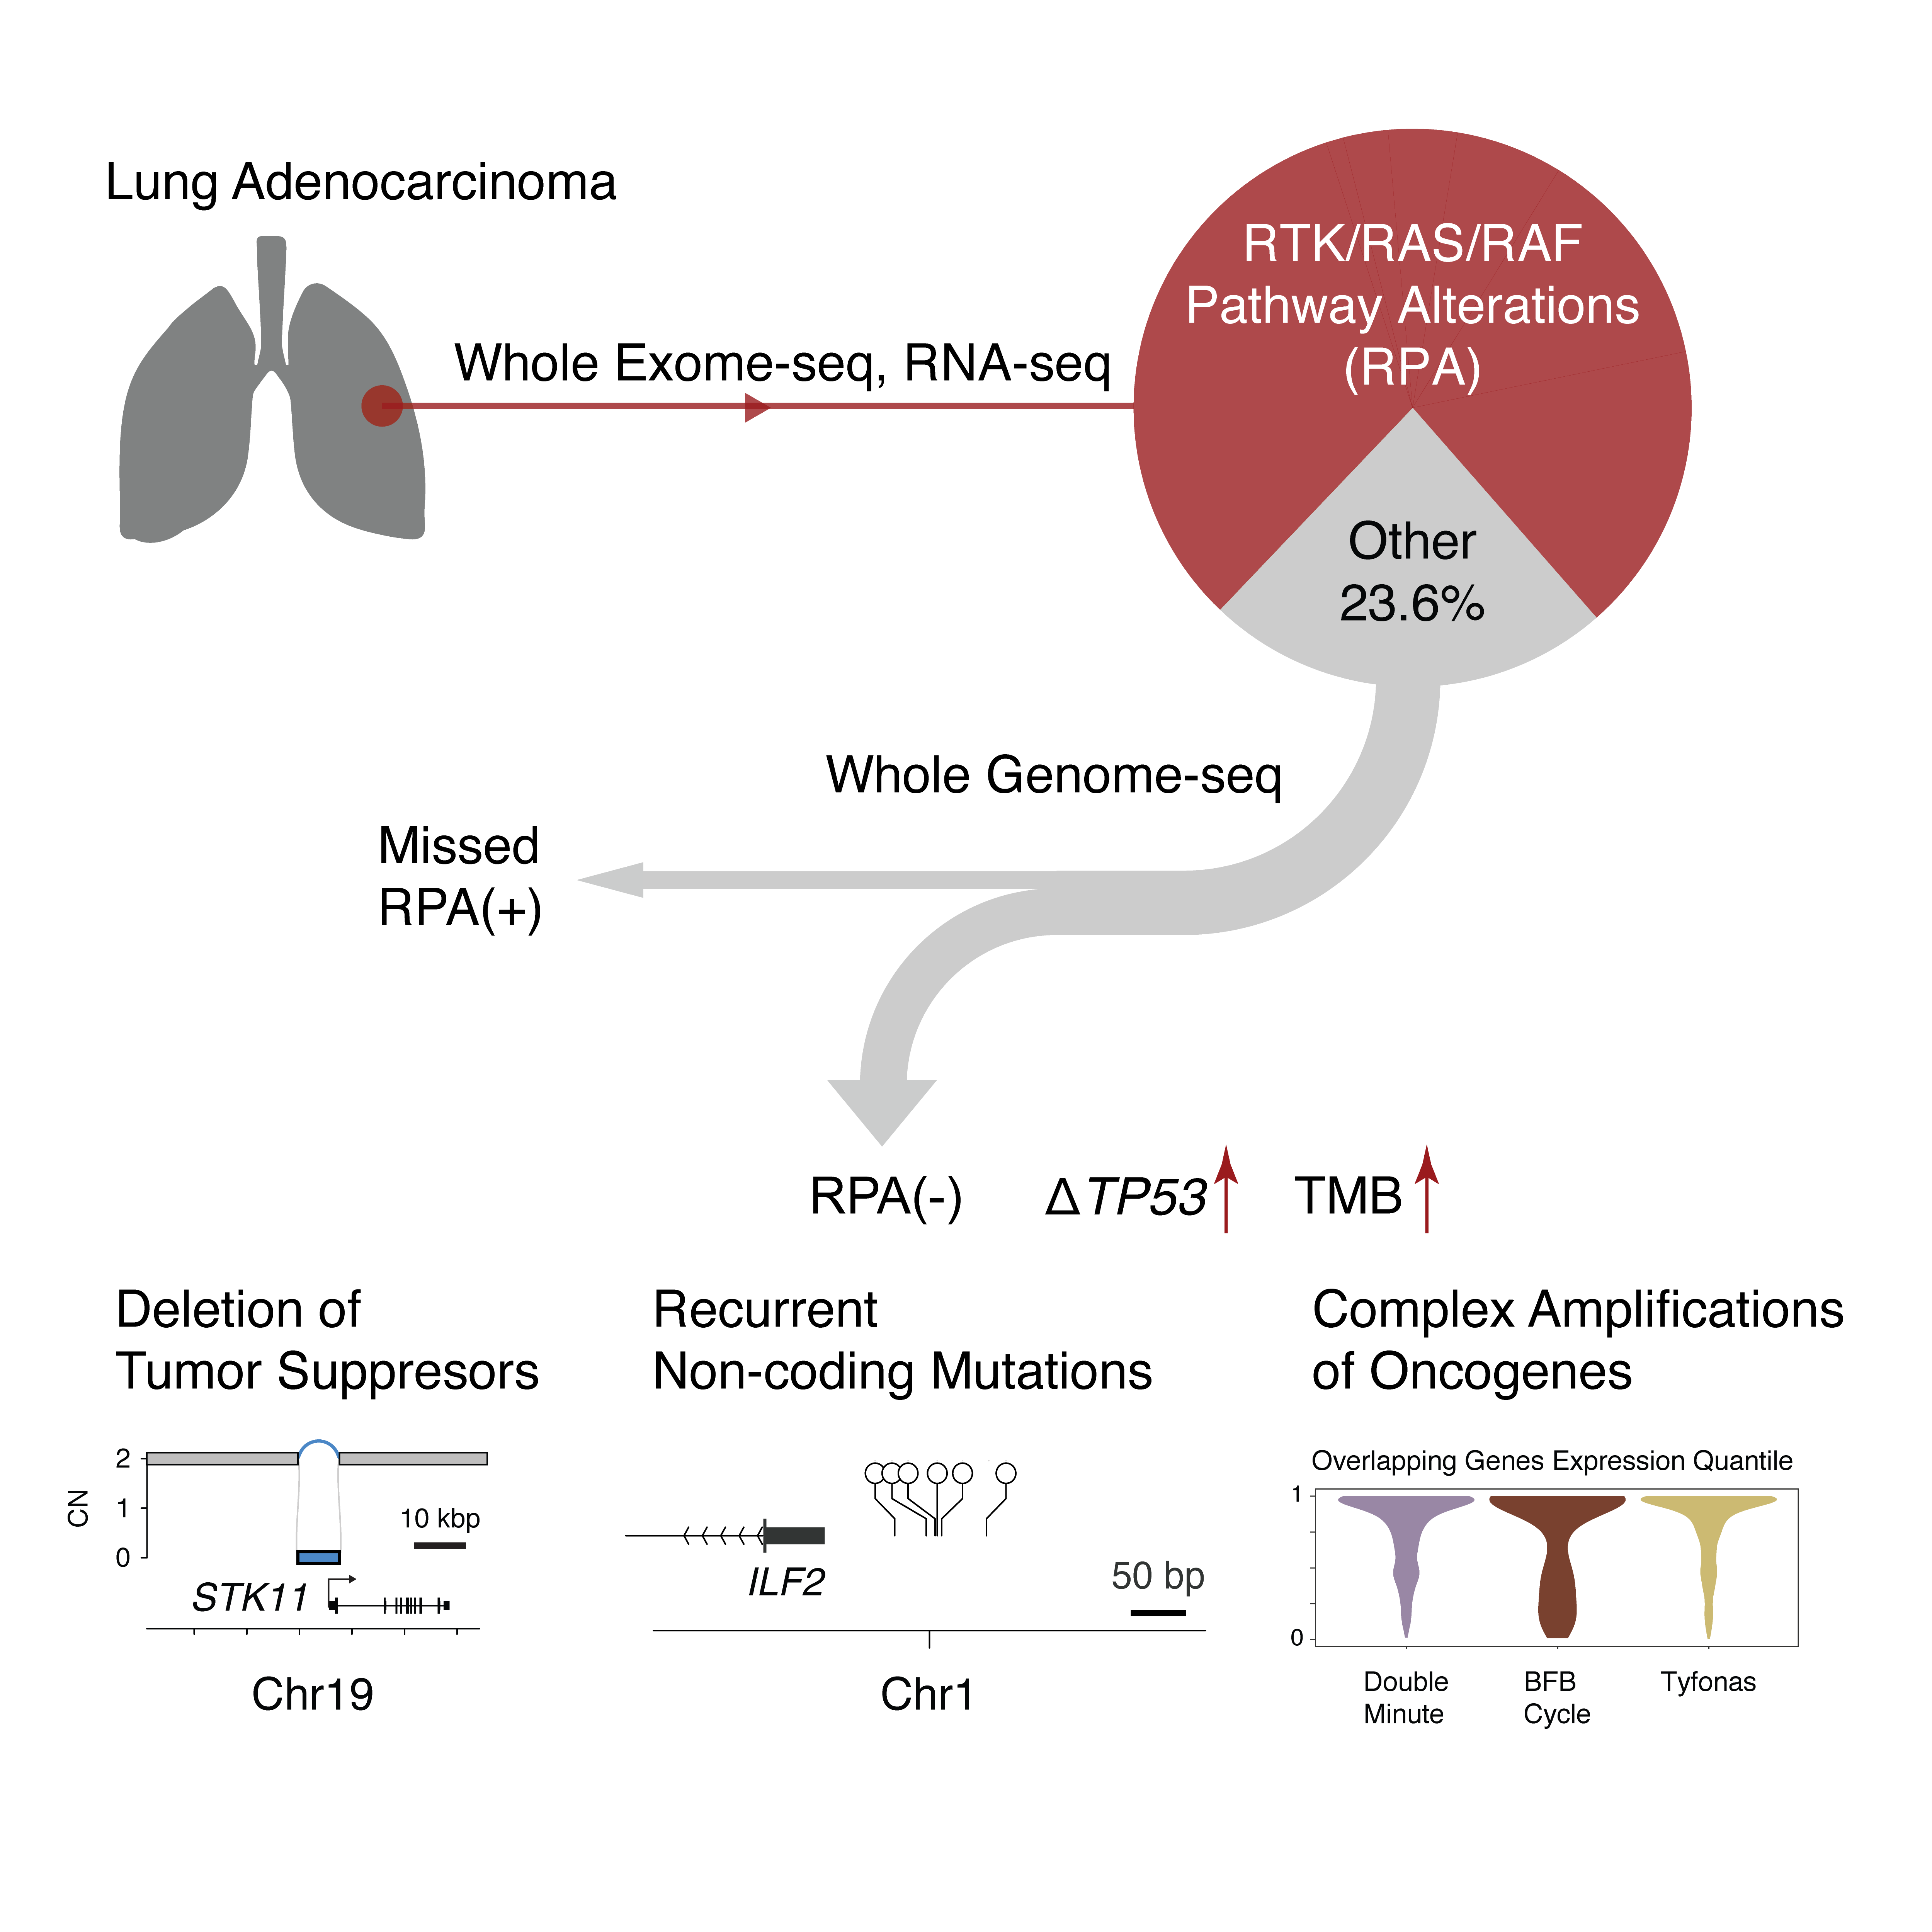 Lung Adenocarcinoma
Whole Exome-seq, RNA-seq
RTK/RAS/RAF
Pathway Alterations
(RPA)
Other
23.6%
Whole Genome-seq
Missed
RPA(+)
RPA(-) Δ TP53 TMB
Deletion of
Tumor Suppresors
2
1
0
CN
10 kbp
STK11
Chr19
Recurrent
Non-coding Mutations
ILF2
50 bp
Chr1
Complex Amplifications
of Oncogenes
Overlapping Genes Expression Quantile
1
0
Double
Minute
BFB
Cycle
Tyfonas